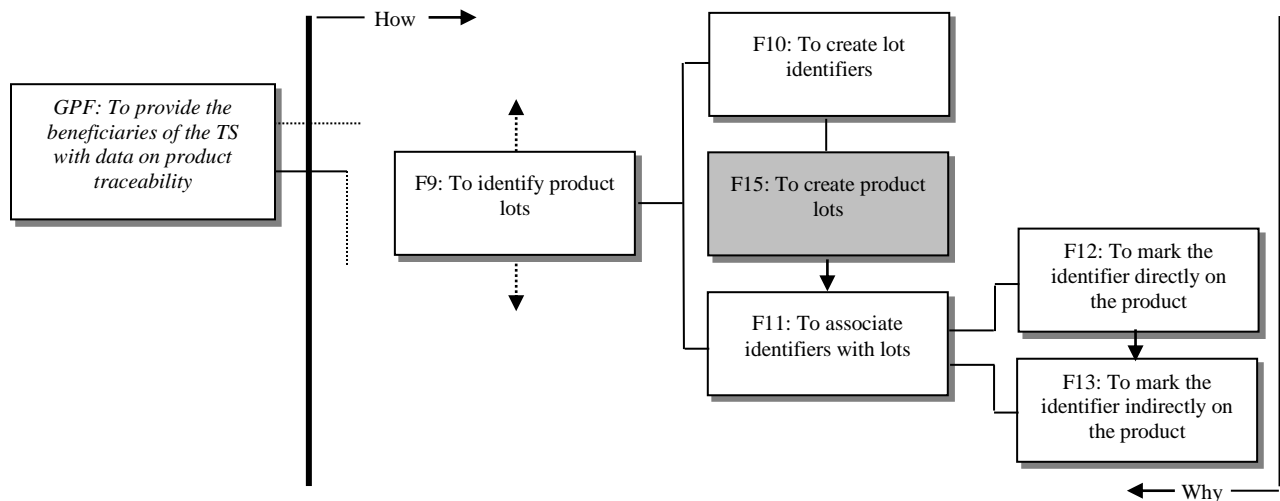 How
GPF: To provide the
beneficiaries of the TS
with data on product
traceability
F9: To identify product
lots
F10: To create lot
identifiers
F15: To create product
lots
F11: To associate
identifiers with lots
F12: To mark the
identifier directly on
the product
F13: To mark the
identifier indirectly on
the product
Why